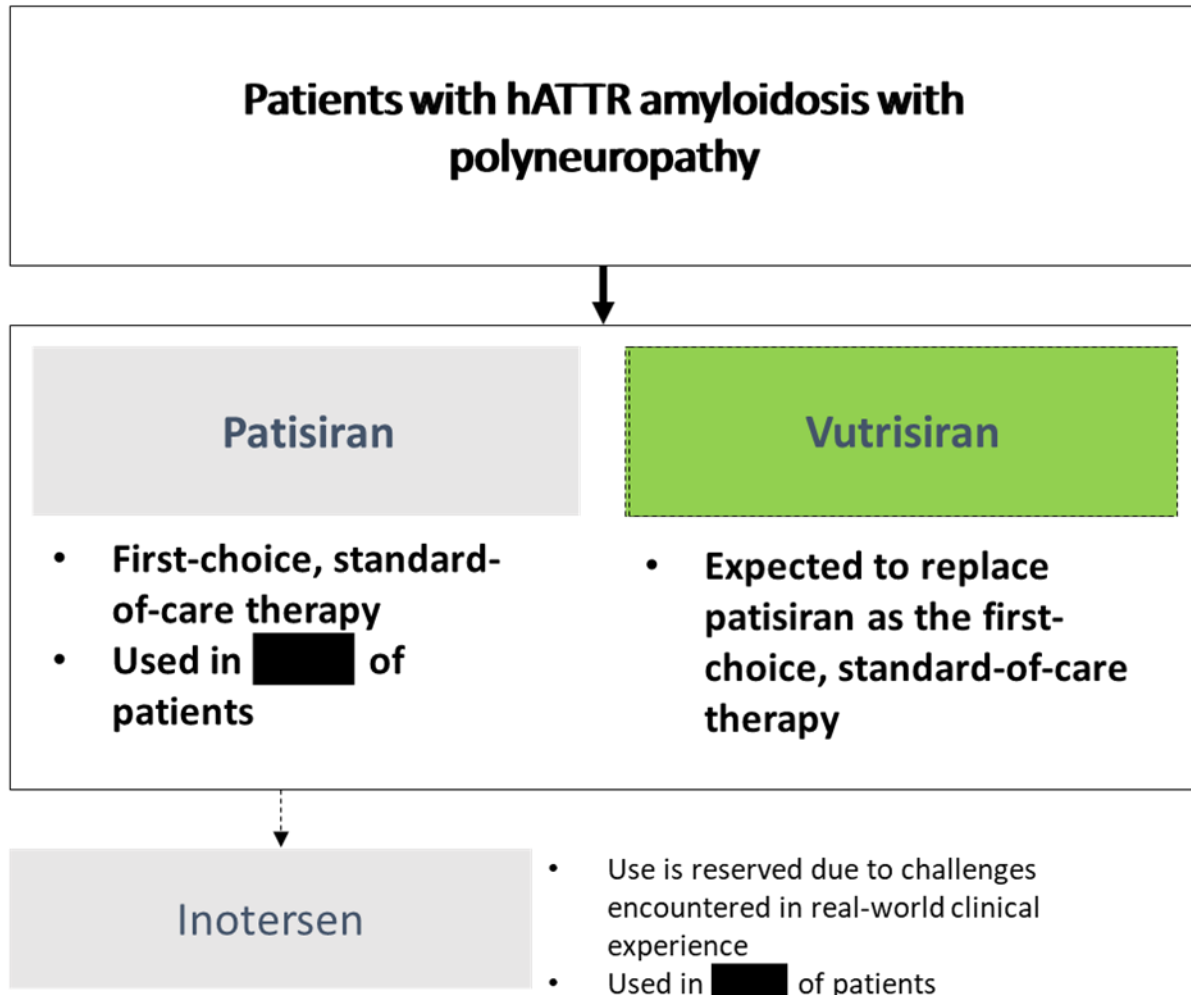 Patients with hATTR amyloidosis with
polyneuropathy
Patisiran
• First-choice, standard-
of-care therapy
• Used in of
patients
Vutrisiran
• Expected to replace
patisiran as the first-
choice, standard-of-care
therapy
Inotersen
• Use is reserved due to challenges
encountered in real-world clinical
experience
• Used in of patients